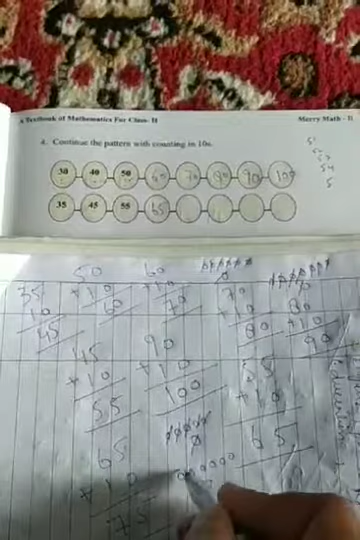 A Textbook of Mathematics For Class- II Merry Math - II
4. Continue the pattern with counting in 10s.
30 40 50 60 70 80 90 100
35 45 55 65
50 60
35 +10 +10 70 80
10 60 70 +10 +10
45 80 90
45 90 55
+10 +10 +10
55 100 65
65
+10
75